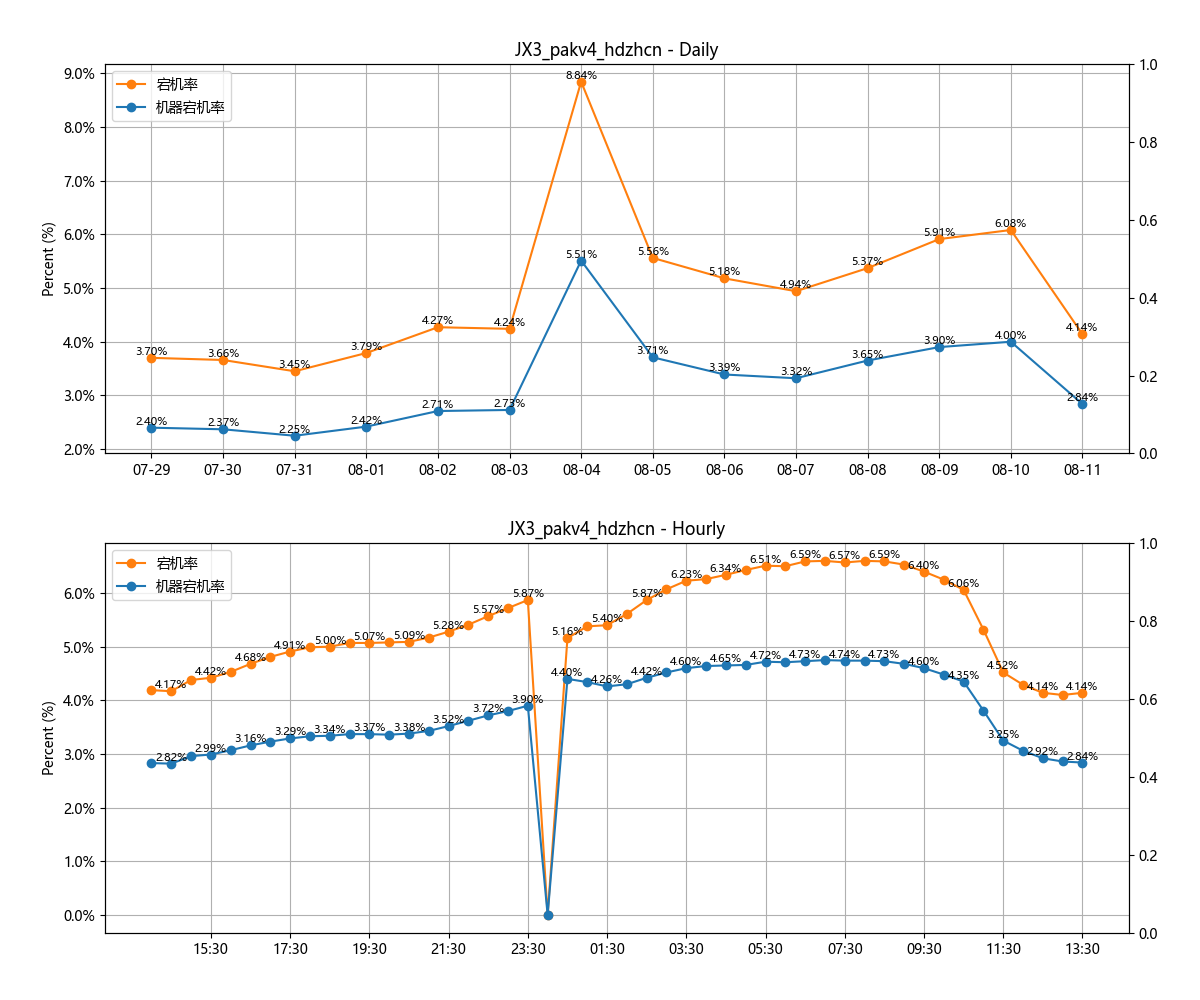 JX3_pakv4_hdzhcn - Daily
宕机率
机器宕机率
Percent (%)
9.0%
8.0%
7.0%
6.0%
5.0%
4.0%
3.0%
2.0%
1.0
0.8
0.6
0.4
0.2
0.0
3.70% 3.66% 3.45% 3.79% 4.27% 4.24% 8.84% 5.56% 5.18% 4.94% 5.37% 5.91% 6.08% 4.14%
2.40% 2.37% 2.25% 2.42% 2.71% 2.73% 5.51% 3.71% 3.39% 3.32% 3.65% 3.90% 4.00% 2.84%
07-29 07-30 07-31 08-01 08-02 08-03 08-04 08-05 08-06 08-07 08-08 08-09 08-10 08-11
JX3_pakv4_hdzhcn - Hourly
宕机率
机器宕机率
Percent (%)
6.0%
5.0%
4.0%
3.0%
2.0%
1.0%
0.0%
1.0
0.8
0.6
0.4
0.2
0.0
4.17% 4.42% 4.68% 4.91% 5.00% 5.07% 5.09% 5.28% 5.57% 5.87% 5.16% 5.40% 5.87% 6.23% 6.34% 6.51% 6.59% 6.57% 6.59% 6.40% 6.06% 4.52% 4.14% 4.14%
2.82% 2.99% 3.16% 3.29% 3.34% 3.37% 3.38% 3.52% 3.72% 3.90% 4.40% 4.26% 4.42% 4.60% 4.65% 4.72% 4.73% 4.74% 4.73% 4.60% 4.35% 3.25% 2.92% 2.84%
15:30 17:30 19:30 21:30 23:30 01:30 03:30 05:30 07:30 09:30 11:30 13:30